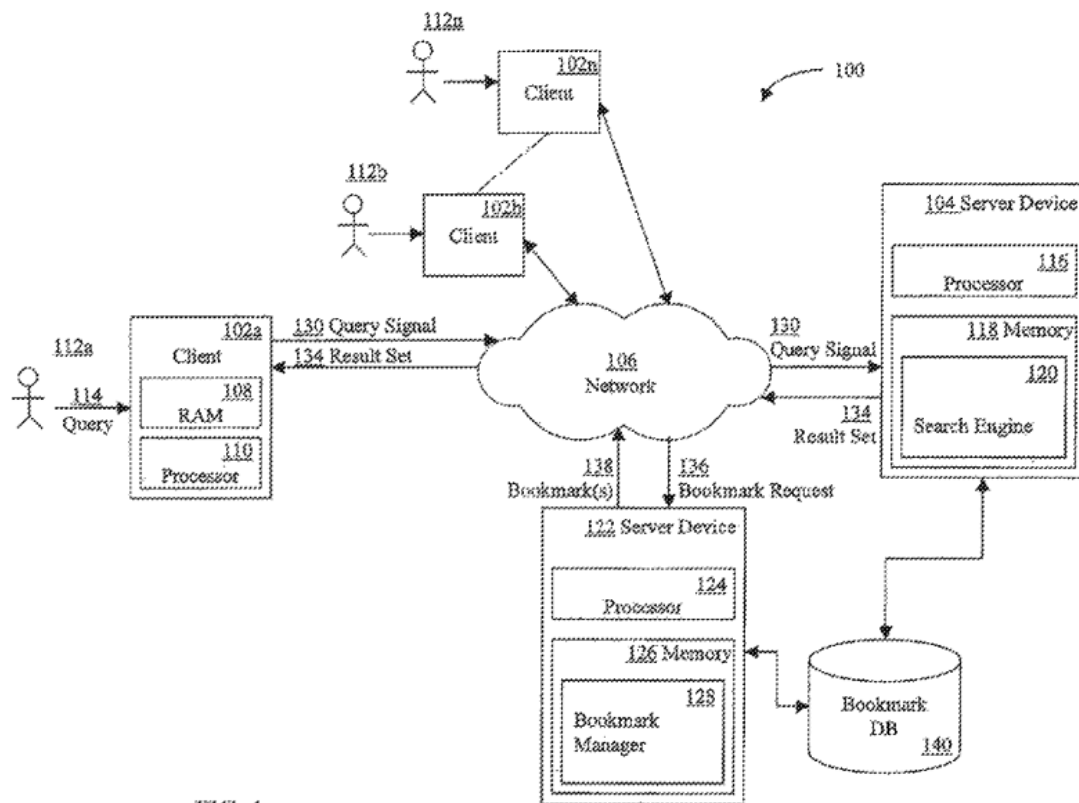 112n
102n
Client
100
112b
102b
Client
104 Server Device
116
Processor
118 Memory
120
Search Engine
112a
114
Query
102a
Client
108
RAM
110
Processor
130 Query Signal
134 Result Set
106
Network
130
Query Signal
134
Result Set
138
Bookmark(s)
136
Bookmark Request
122 Server Device
124
Processor
126 Memory
128
Bookmark
Manager
Bookmark
DB
140